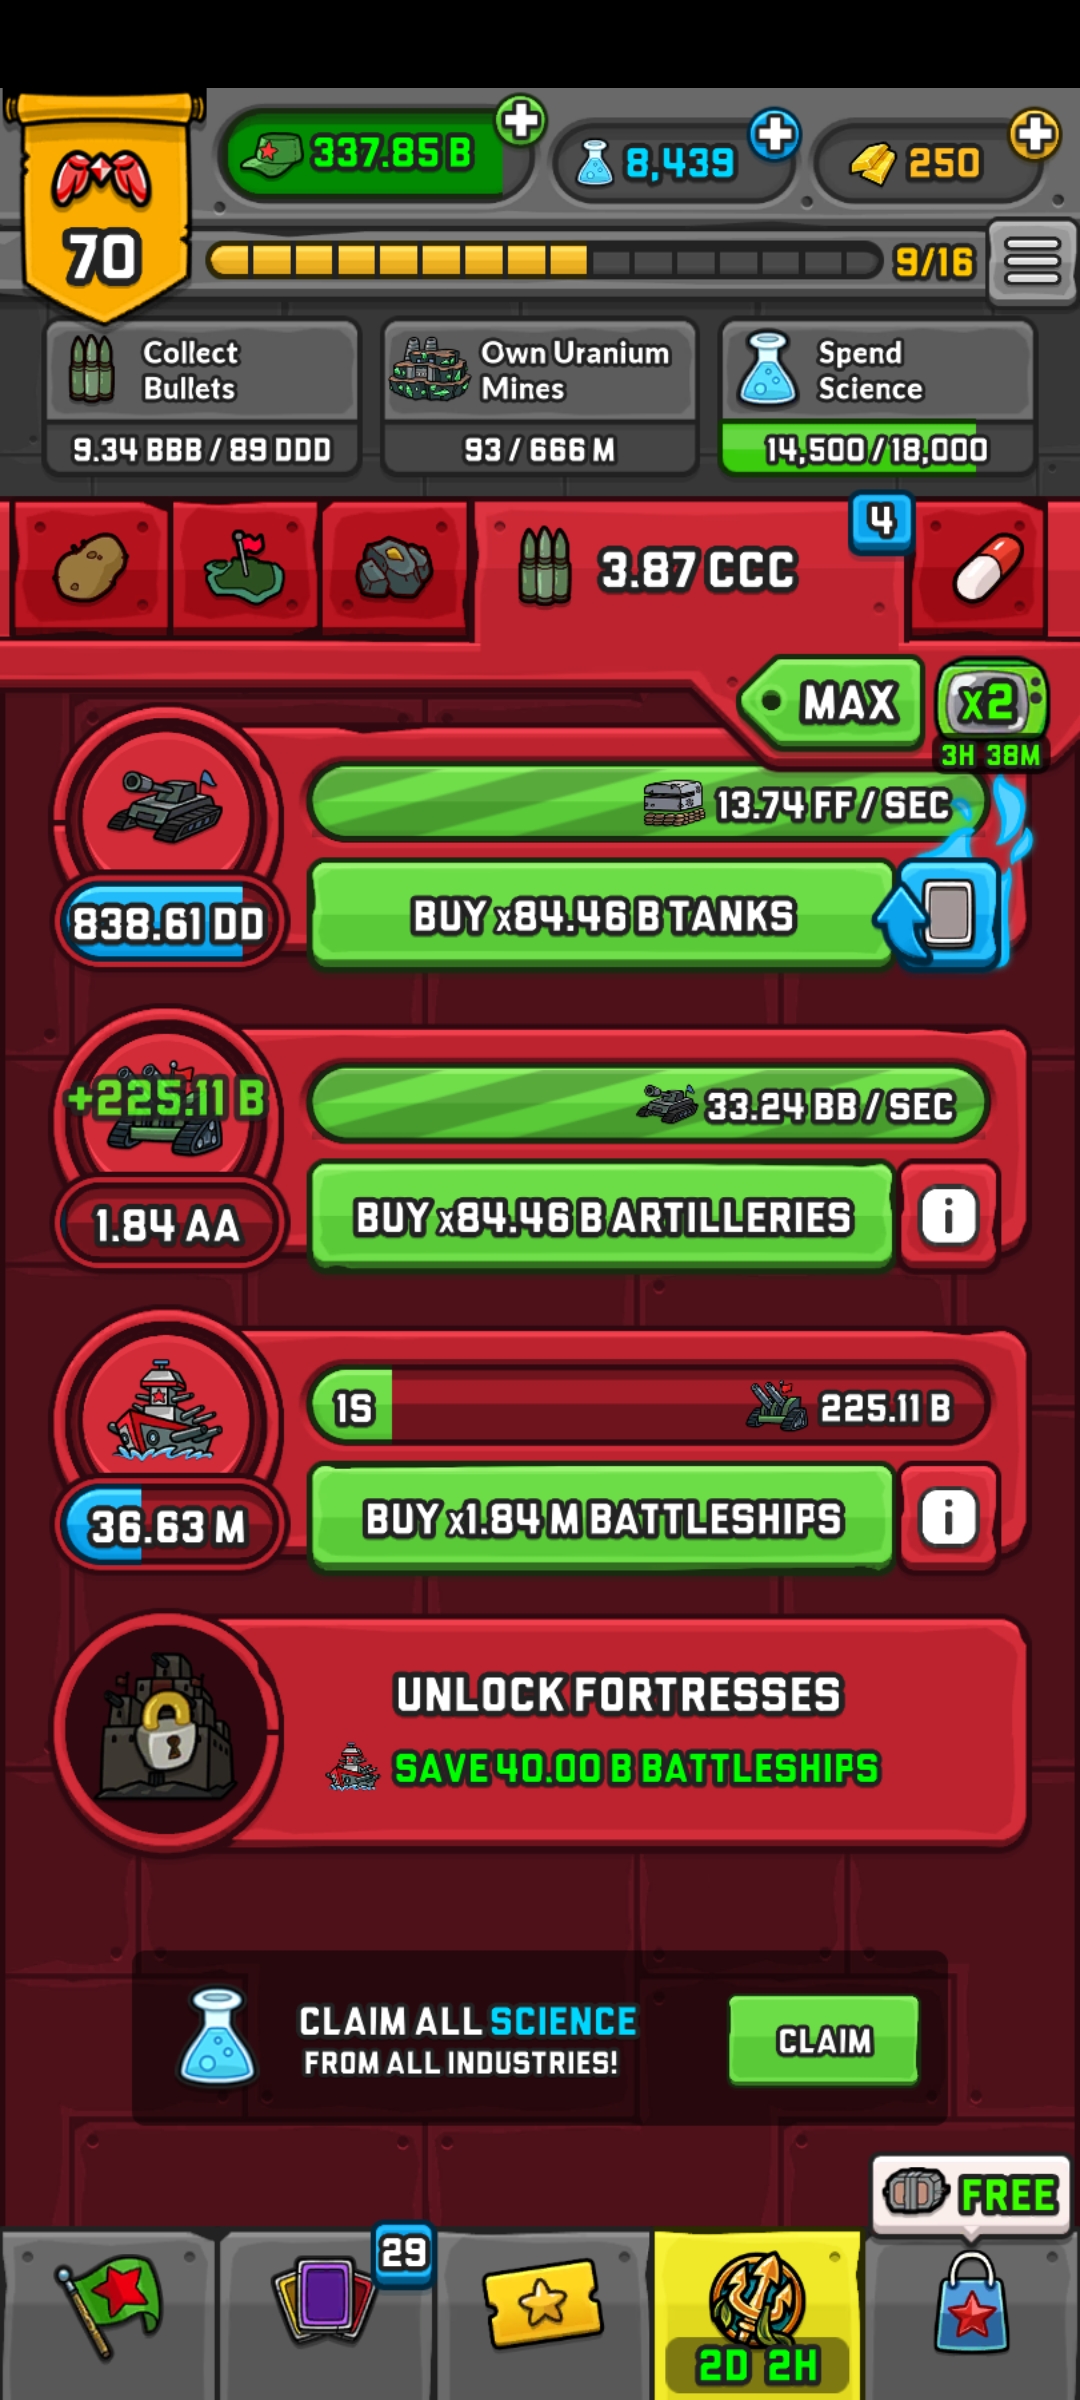 337.85 B
8,439
250
70
9/16
Collect
Bullets
9.34 BBB / 89 DDD
Own Uranium
Mines
93 / 666 M
Spend
Science
14,500/18,000
3.87 CCC
4
MAX
x2
3H 38M
13.74 FF/SEC
838.61 DD
BUY x84.46 B TANKS
+225.11 B
33.24 BB/SEC
1.84 AA
BUY x84.46 B ARTILLERIES
i
1S
225.11 B
36.63 M
BUY x1.84 M BATTLESHIPS
i
UNLOCK FORTRESSES
SAVE 40.00 B BATTLESHIPS
CLAIM ALL SCIENCE
FROM ALL INDUSTRIES!
CLAIM
FREE
29
2D 2H